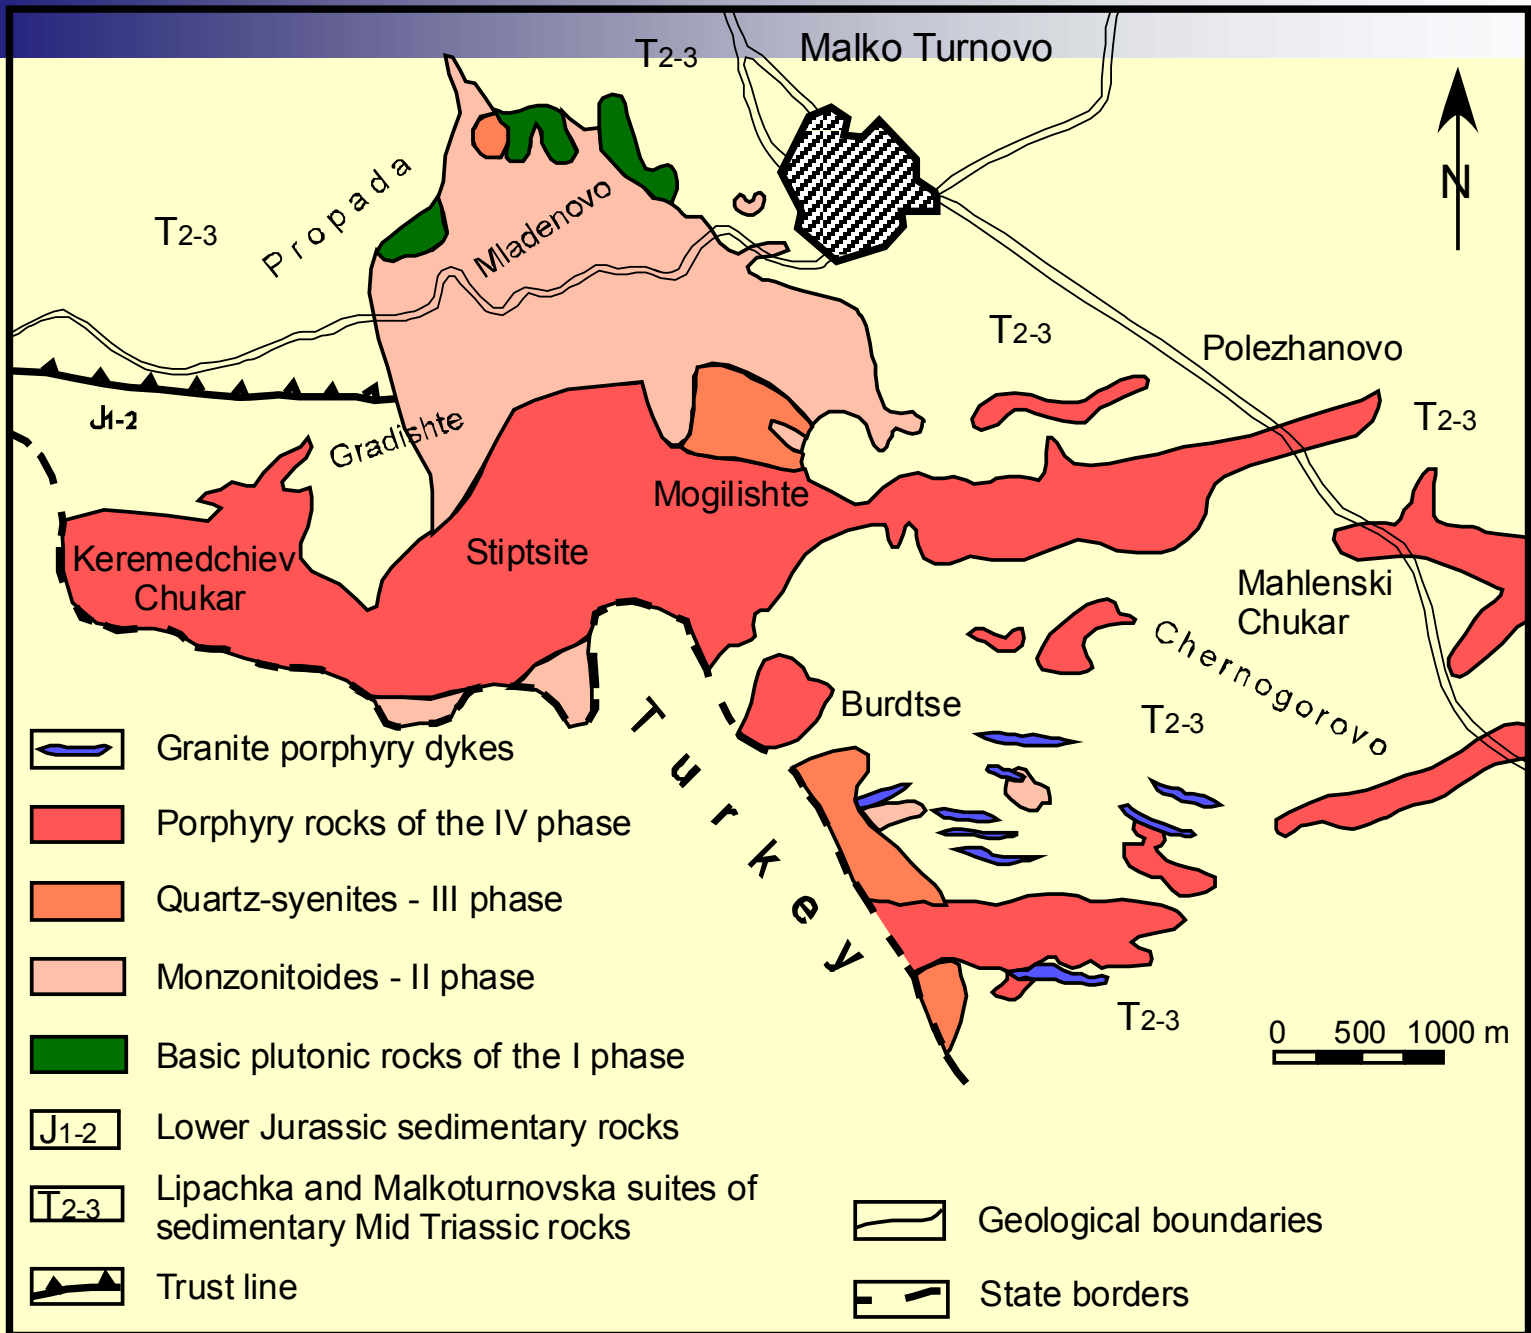 Malko Turnovo
T2-3
N
Propada
T2-3
Mladenovo
T2-3
Polezhanovo
T2-3
J1-2
Gradishte
Mogilishte
Stiptsite
Keremedchiev
Chukar
Mahlenski
Chukar
Chernogorovo
Burdtse
T2-3
Turkey
T2-3
0 500 1000 m
Granite porphyry dykes
Porphyry rocks of the IV phase
Quartz-syenites - III phase
Monzonitoides - II phase
Basic plutonic rocks of the I phase
J1-2 Lower Jurassic sedimentary rocks
T2-3 Lipachka and Malkoturnovska suites of
sedimentary Mid Triassic rocks
Trust line
Geological boundaries
State borders